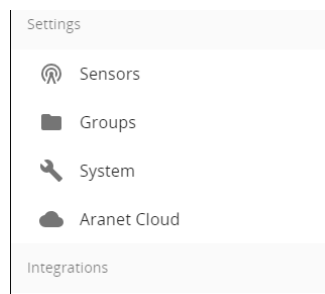 Settings
Sensors
Groups
System
Aranet Cloud
Integrations